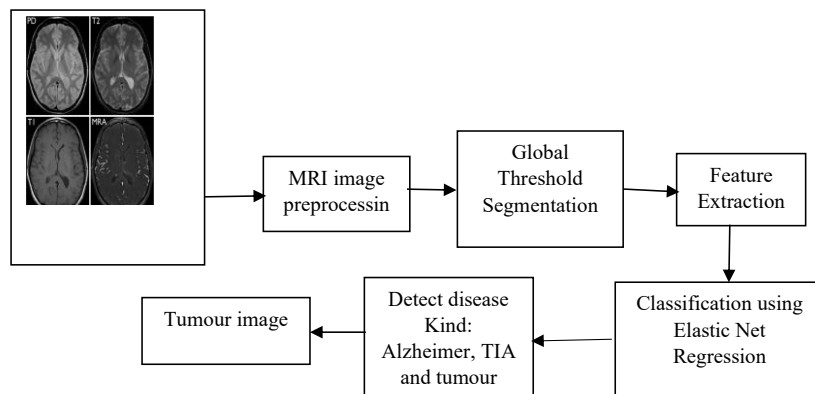 PD T2
T1 MRA
MRI image
preprocessin
Global
Threshold
Segmentation
Feature
Extraction
Classification using
Elastic Net
Regression
Detect disease
Kind:
Alzheimer, TIA
and tumour
Tumour image